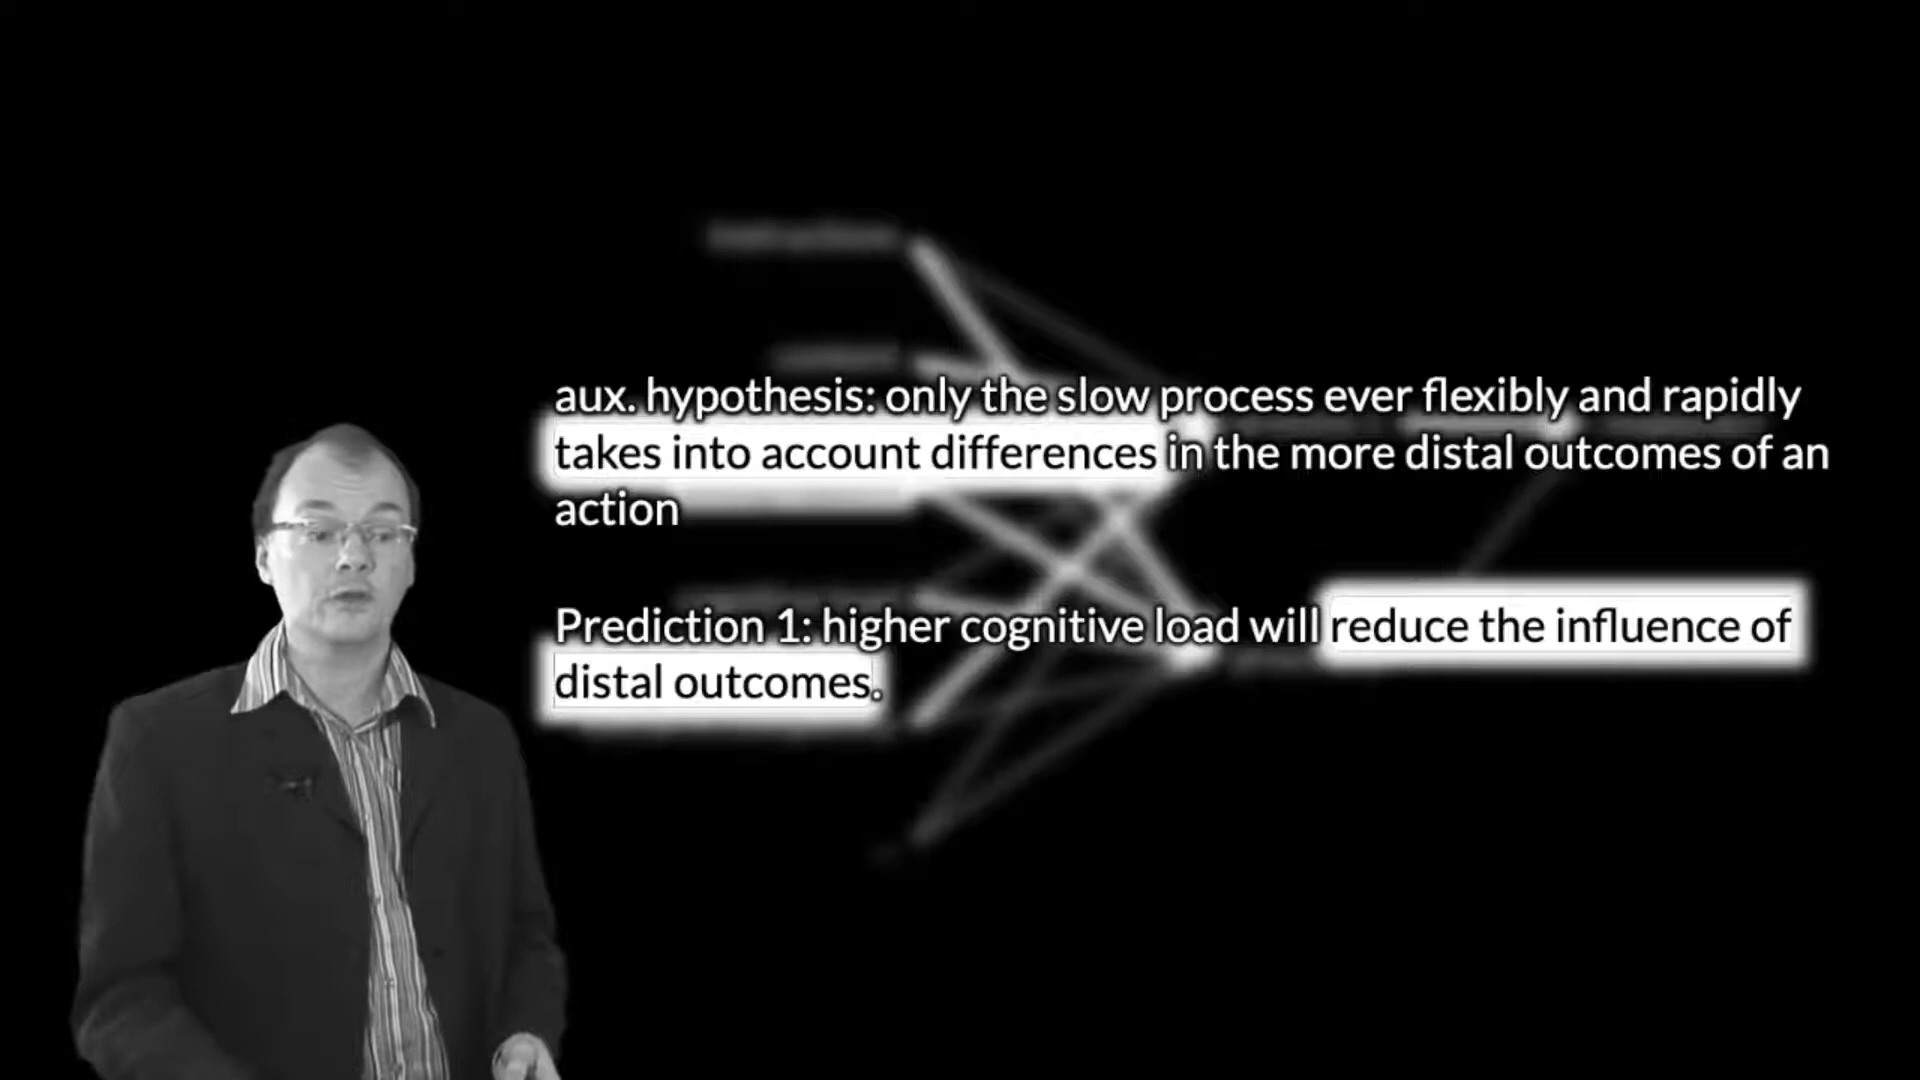 aux. hypothesis: only the slow process ever flexibly and rapidly
takes into account differences in the more distal outcomes of an
action
Prediction 1: higher cognitive load will reduce the influence of
distal outcomes.